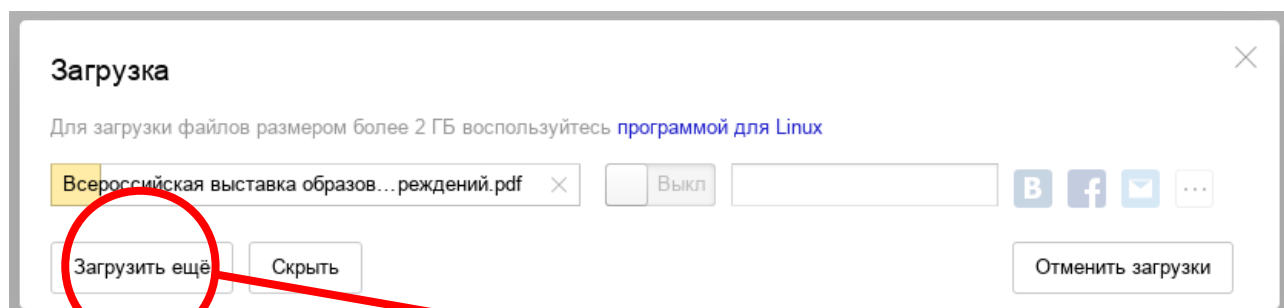 Загрузка
Для загрузки файлов размером более 2 ГБ воспользуйтесь программой для Linux
Всероссийская выставка образов...реждений.pdf Выкл
Загрузить ещё Скрыть Отменить загрузки